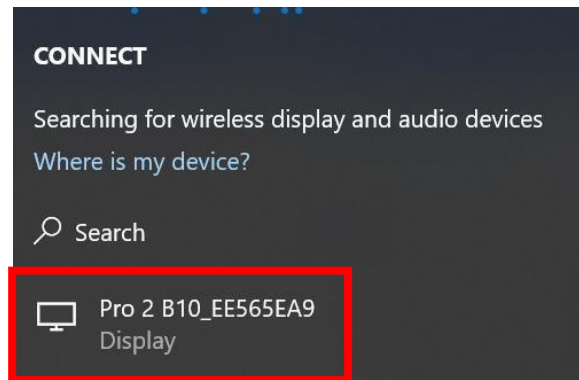 CONNECT
Searching for wireless display and audio devices
Where is my device?
Search
Pro 2 B10_EE565EA9
Display